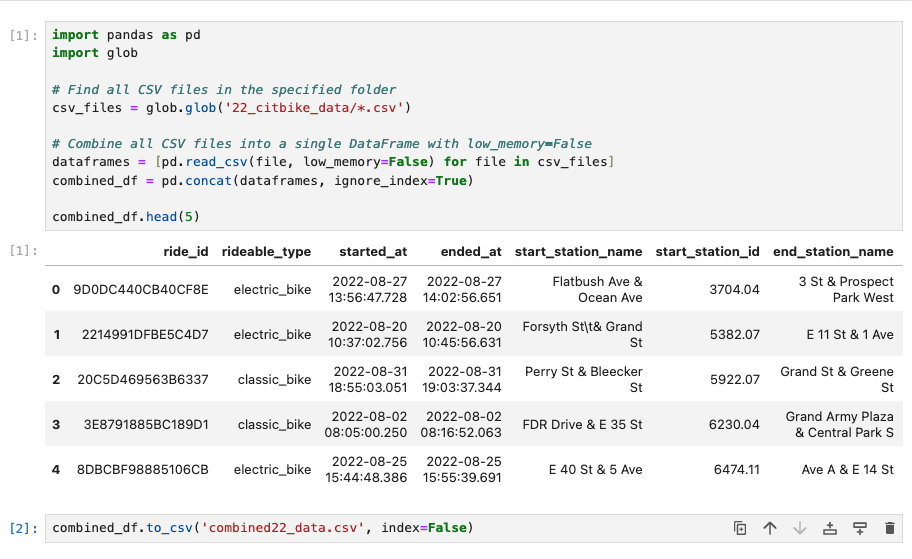 [1]: import pandas as pd
import glob
# Find all CSV files in the specified folder
csv_files = glob.glob('22_citbike_data/*.csv')
# Combine all CSV files into a single DataFrame with low_memory=False
dataframes = [pd.read_csv(file, low_memory=False) for file in csv_files]
combined_df = pd.concat(dataframes, ignore_index=True)
combined_df.head(5)
[1]: ride_id rideable_type started_at ended_at start_station_name start_station_id end_station_name
0 9D0DC440CB40CF8E electric_bike 2022-08-27 13:56:47.728 2022-08-27 14:02:56.651 Flatbush Ave & Ocean Ave 3704.04 3 St & Prospect Park West
1 2214991DFBE5C4D7 electric_bike 2022-08-20 10:37:02.756 2022-08-20 10:45:56.631 Forsyth St\t& Grand St 5382.07 E 11 St & 1 Ave
2 20C5D469563B6337 classic_bike 2022-08-31 18:55:03.051 2022-08-31 19:03:37.344 Perry St & Bleecker St 5922.07 Grand St & Greene St
3 3E8791885BC189D1 classic_bike 2022-08-02 08:05:00.250 2022-08-02 08:16:52.063 FDR Drive & E 35 St 6230.04 Grand Army Plaza & Central Park S
4 8DBCBF98885106CB electric_bike 2022-08-25 15:44:48.386 2022-08-25 15:55:39.691 E 40 St & 5 Ave 6474.11 Ave A & E 14 St
[2]: combined_df.to_csv('combined22_data.csv', index=False)